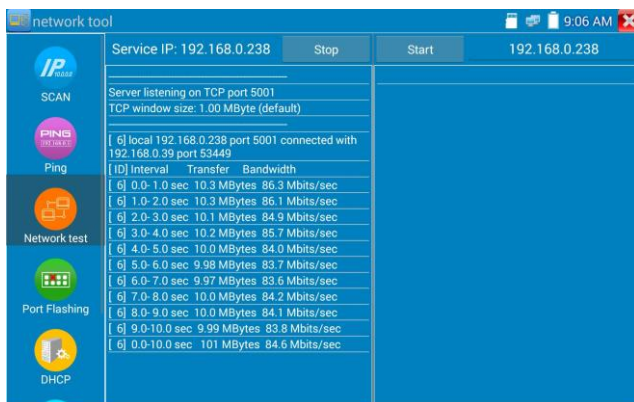 network tool
9:06 AM
Service IP: 192.168.0.238
Stop
Start
192.168.0.238
IP
SCAN
PING
Ping
Network test
Port Flashing
DHCP
Server listening on TCP port 5001
TCP window size: 1.00 MByte (default)
[ 6] local 192.168.0.238 port 5001 connected with
192.168.0.39 port 53449
[ ID] Interval Transfer Bandwidth
[ 6] 0.0- 1.0 sec 10.3 MBytes 86.3 Mbits/sec
[ 6] 1.0- 2.0 sec 10.3 MBytes 86.1 Mbits/sec
[ 6] 2.0- 3.0 sec 10.1 MBytes 84.9 Mbits/sec
[ 6] 3.0- 4.0 sec 10.2 MBytes 85.7 Mbits/sec
[ 6] 4.0- 5.0 sec 10.0 MBytes 84.0 Mbits/sec
[ 6] 5.0- 6.0 sec 9.98 MBytes 83.7 Mbits/sec
[ 6] 6.0- 7.0 sec 9.97 MBytes 83.6 Mbits/sec
[ 6] 7.0- 8.0 sec 10.0 MBytes 84.2 Mbits/sec
[ 6] 8.0- 9.0 sec 10.0 MBytes 84.1 Mbits/sec
[ 6] 9.0-10.0 sec 9.99 MBytes 83.8 Mbits/sec
[ 6] 0.0-10.0 sec 101 MBytes 84.6 Mbits/sec